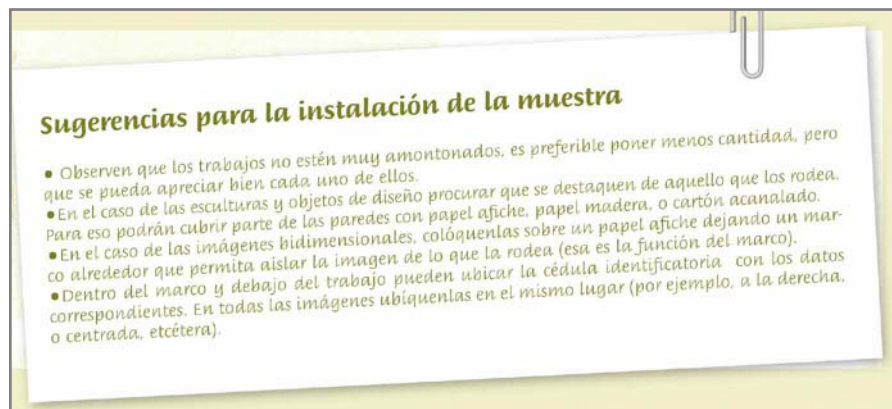 Sugerencias para la instalación de la muestra
• Observen que los trabajos no estén muy amontonados, es preferible poner menos cantidad, pero
que se pueda apreciar bien cada uno de ellos.
•En el caso de las esculturas y objetos de diseño procurar que se destaquen de aquello que los rodea.
Para eso podrán cubrir parte de las paredes con papel afiche, papel madera, o cartón acanalado.
•En el caso de las imágenes bidimensionales, colóquenlas sobre un papel afiche dejando un mar-
co alrededor que permita aislar la imagen de lo que la rodea (esa es la función del marco).
•Dentro del marco y debajo del trabajo pueden ubicar la cédula identificatoria con los datos
correspondientes. En todas las imágenes ubíquenlas en el mismo lugar (por ejemplo, a la derecha,
o centrada, etcétera).